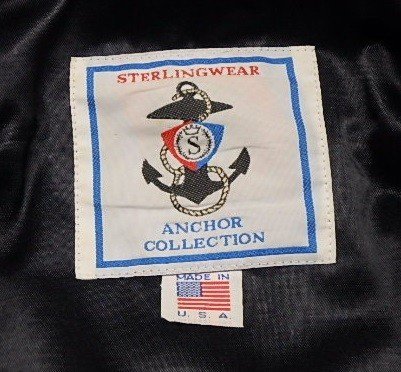 STERLINGWEAR
S
ANCHOR
COLLECTION
MADE IN
U.S.A